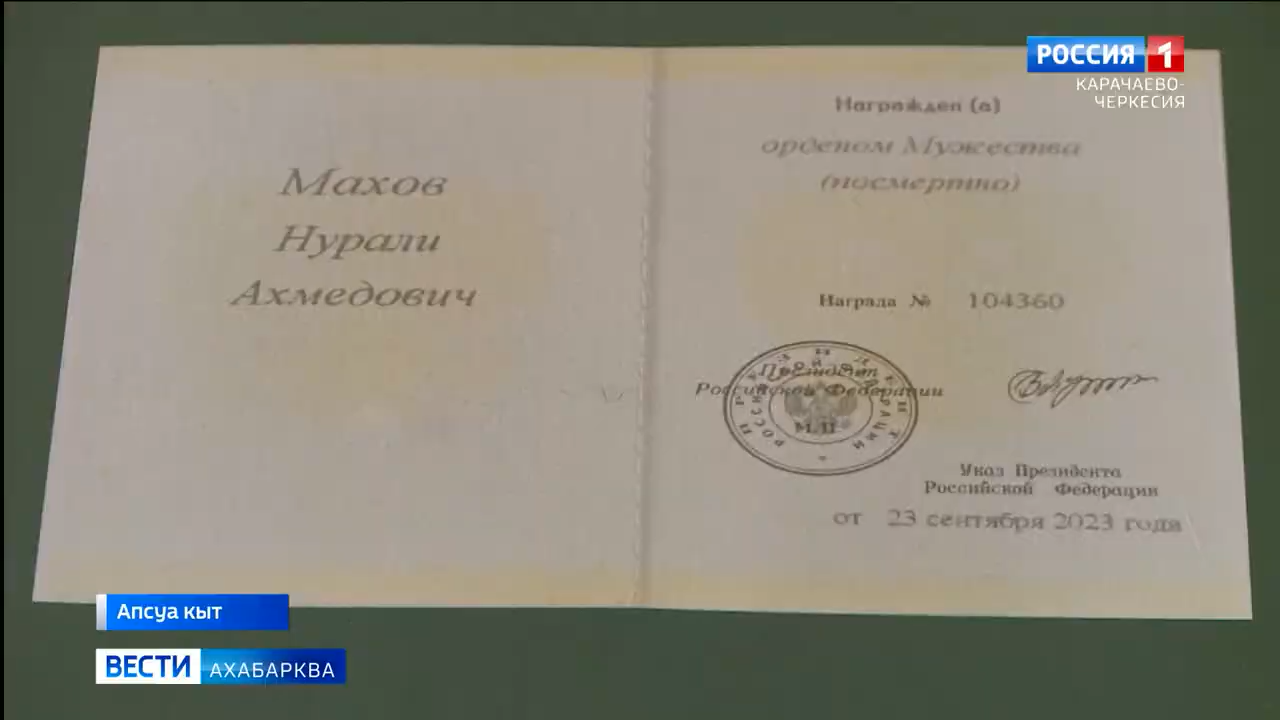 РОССИЯ 1
КАРАЧАЕВО-
ЧЕРКЕСИЯ
Махов
Нурали
Ахмедович
Награжден (а)
орденом Мужества
(посмертно)
Награда № 104360
Президент
Российской Федерации
М.П.
Указ Президента
Российской Федерации
от 23 сентября 2023 года
Апсуа кыт
ВЕСТИ АХАБАРКВА